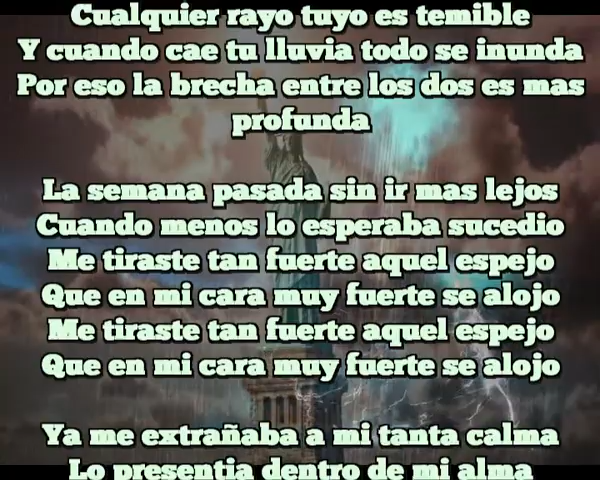 Cualquier rayo tuyo es temible
Y cuando cae tu lluvia todo se inunda
Por eso la brecha entre los dos es mas
profunda
La semana pasada sin ir mas lejos
Cuando menos lo esperaba sucedio
Me tiraste tan fuerte aquel espejo
Que en mi cara muy fuerte se alojo
Me tiraste tan fuerte aquel espejo
Que en mi cara muy fuerte se alojo
Ya me extrañaba a mi tanta calma
Lo presentia dentro de mi alma